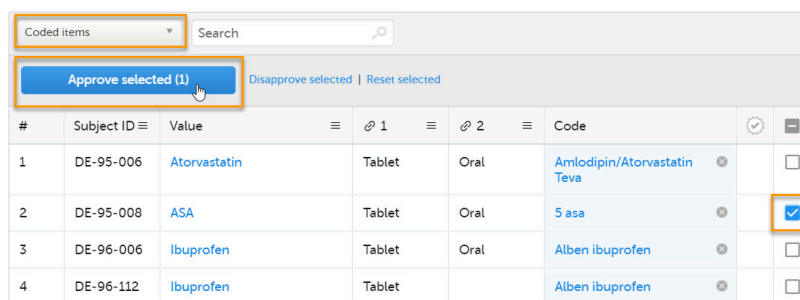 Coded items Search
Approve selected (1) Disapprove selected | Reset selected
# Subject ID Value 1 2 Code
1 DE-95-006 Atorvastatin Tablet Oral Amlodipin/Atorvastatin
Teva
2 DE-95-008 ASA Tablet Oral 5 asa
3 DE-96-006 Ibuprofen Tablet Oral Alben ibuprofen
4 DE-96-112 Ibuprofen Tablet Alben ibuprofen